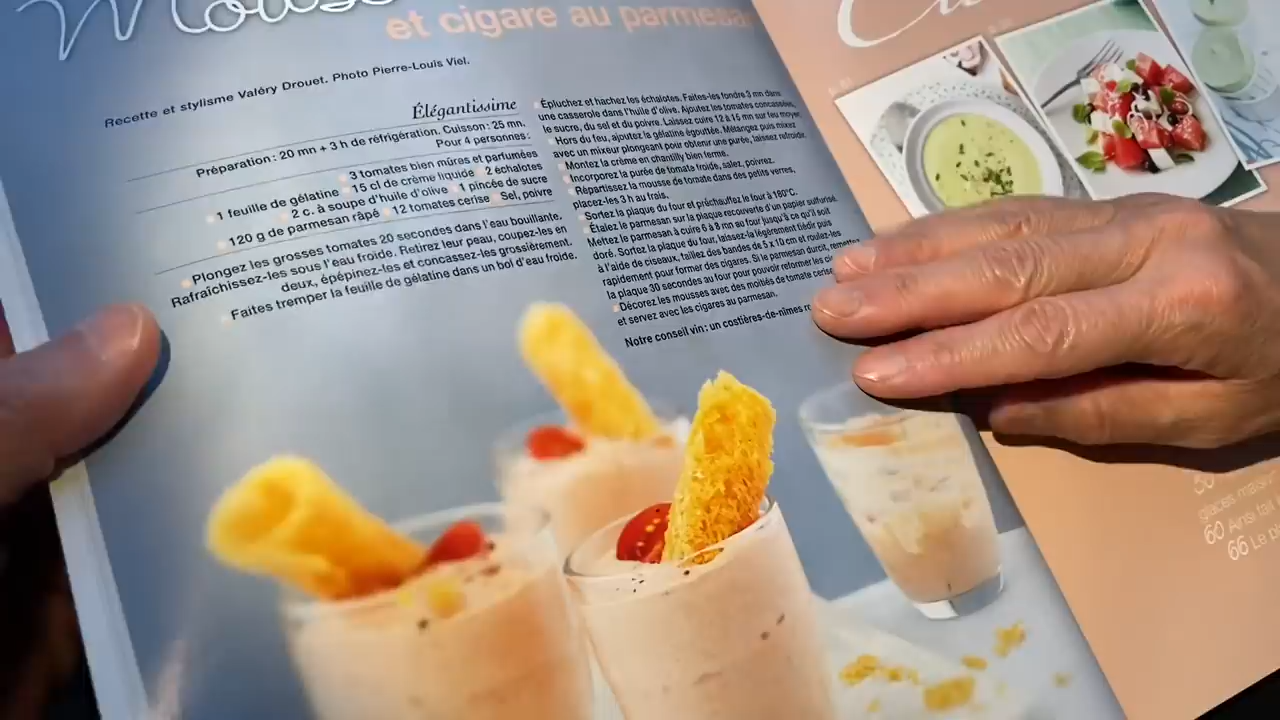 et cigare au parmesan
Recette et stylisme Valéry Drouet. Photo Pierre-Louis Viel.
Élégantissime
Préparation : 20 mn + 3 h de réfrigération. Cuisson : 25 mn.
Pour 4 personnes :
3 tomates bien mûres et parfumées
1 feuille de gélatine 15 cl de crème liquide 2 échalotes
2 c. à soupe d'huile d'olive 1 pincée de sucre
120 g de parmesan râpé 12 tomates cerise Sel, poivre
Plongez les grosses tomates 20 secondes dans l'eau bouillante.
Rafraîchissez-les sous l'eau froide. Retirez leur peau, coupez-les en
deux, épépinez-les et concassez-les grossièrement.
Faites tremper la feuille de gélatine dans un bol d'eau froide.
Épluchez et hachez les échalotes. Faites-les fondre 3 mn dans
une casserole dans l'huile d'olive. Ajoutez les tomates concassées,
le sucre, du sel et du poivre. Laissez cuire 12 à 15 mn sur feu moyen.
Hors du feu, ajoutez la gélatine égouttée. Mélangez puis mixez
avec un mixeur plongeant pour obtenir une purée, laissez refroidir.
Montez la crème en chantilly bien ferme.
Incorporez la purée de tomate froide, salez, poivrez.
Répartissez la mousse de tomate dans des petits verres,
placez-les 3 h au frais.
Sortez la plaque du four et préchauffez le four à 180°C.
Étalez le parmesan sur la plaque recouverte d'un papier sulfurisé.
Mettez le parmesan à cuire 6 à 8 mn au four jusqu'à ce qu'il soit
doré. Sortez la plaque du four, laissez-la légèrement tiédir puis
à l'aide de ciseaux, taillez des bandes de 5 x 10 cm et roulez-les
rapidement pour former des cigares. Si le parmesan durcit, remettez
la plaque 30 secondes au four pour pouvoir reformer les
Décorez les mousses avec des moitiés de tomate cerise
et servez avec les cigares au parmesan.
Notre conseil vin : un costières-de-nîmes
glaces maison
60 Ainsi fait
66 Le